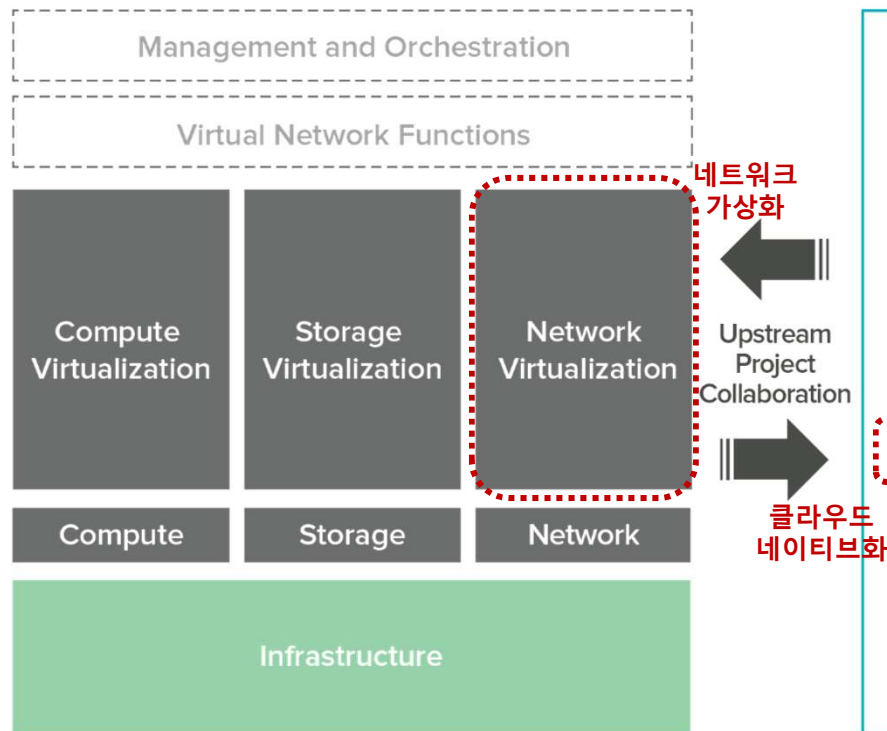 Management and Orchestration
Virtual Network Functions
네트워크
가상화
Compute
Virtualization
Storage
Virtualization
Network
Virtualization
Upstream
Project
Collaboration
클라우드
네이티브화
Compute
Storage
Network
Infrastructure